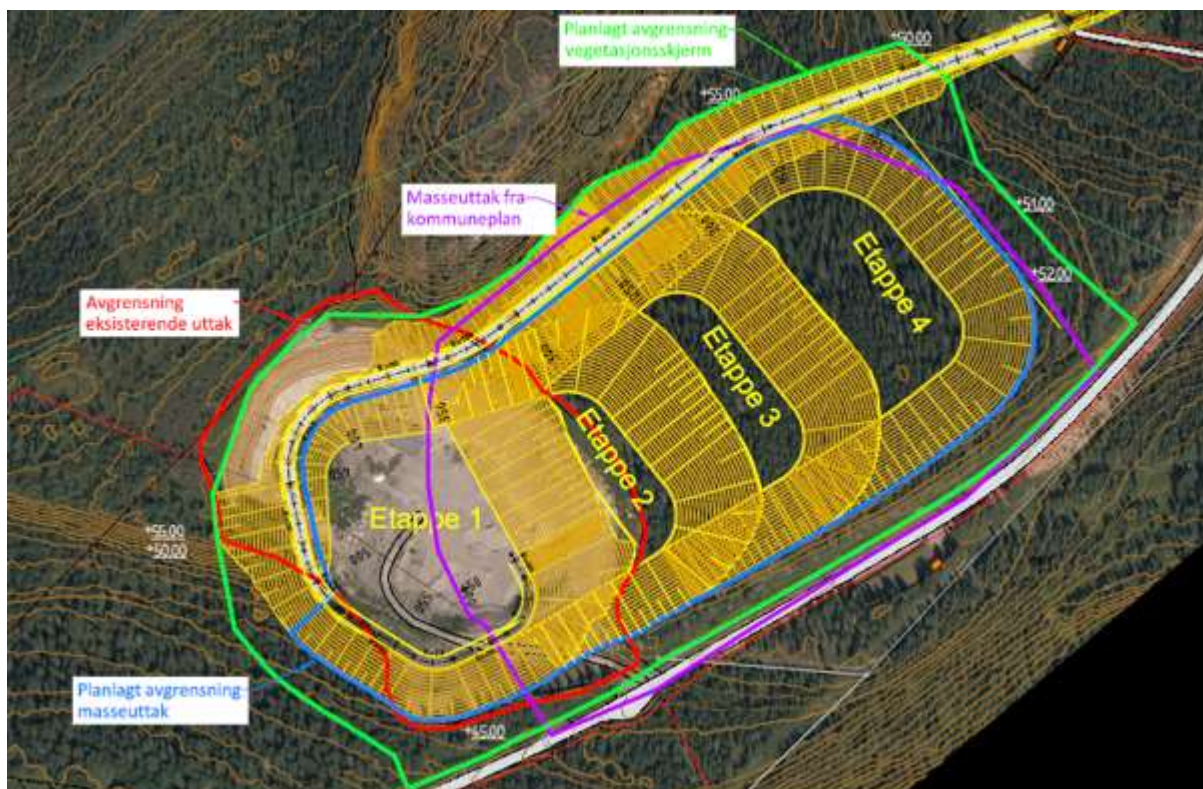 Planlagt avgrensning
vegetasjonsskjerm
+50.00
+55.00
Masseuttak fra
kommuneplan
+51.00
+52.00
Avgrensning
eksisterende uttak
Etappe 4
Etappe 3
Etappe 2
Etappe 1
+55.00
+50.00
Planlagt avgrensning
masseuttak
+65.00